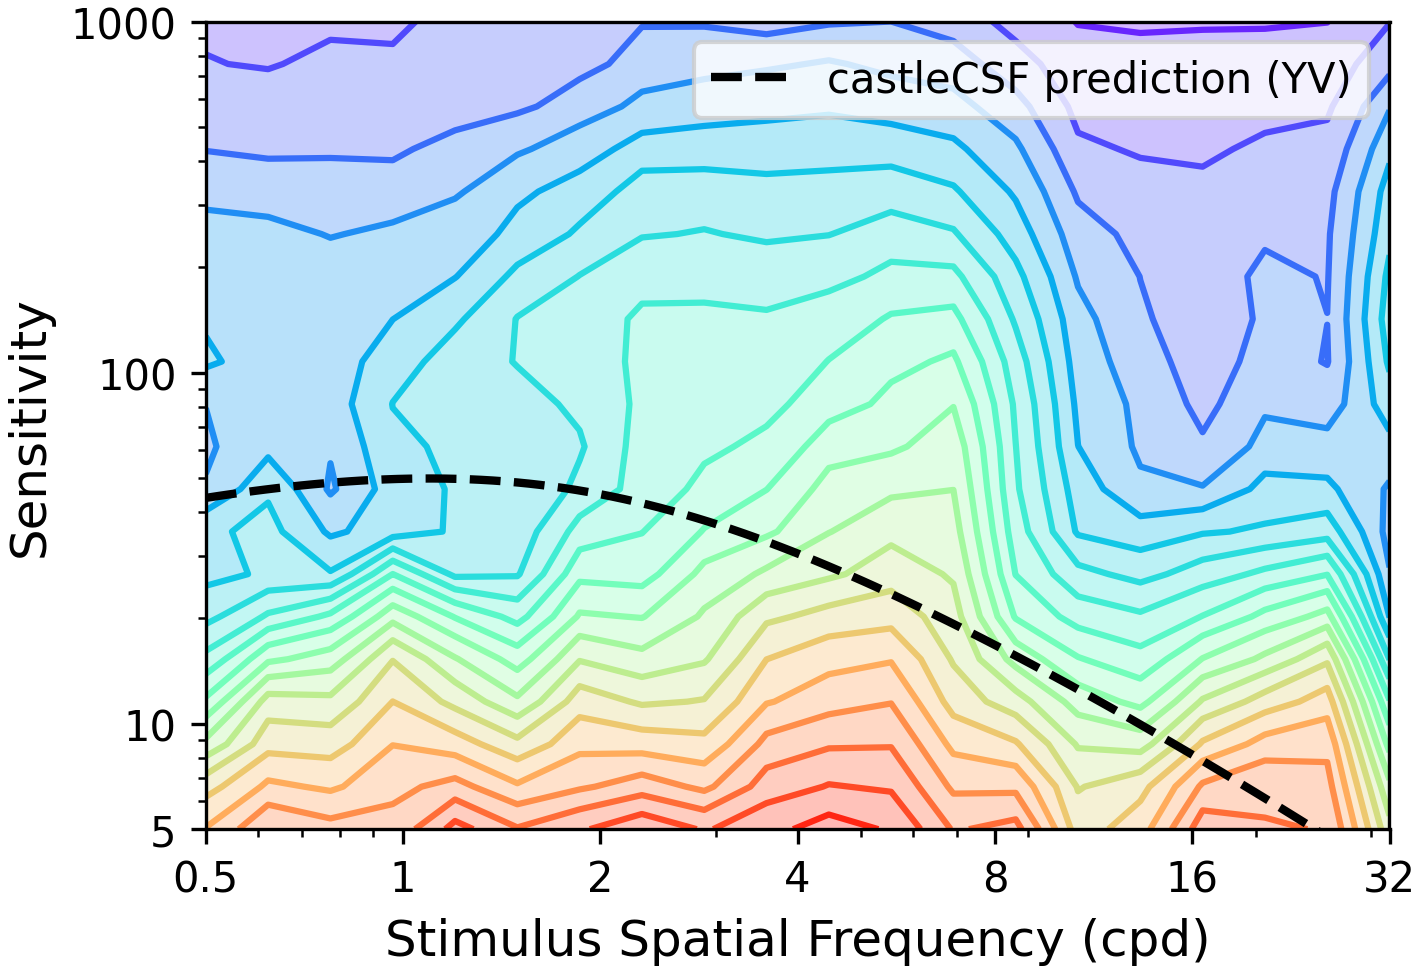 1000
castleCSF prediction (YV)
100
Sensitivity
10
5
0.5 1 2 4 8 16 32
Stimulus Spatial Frequency (cpd)